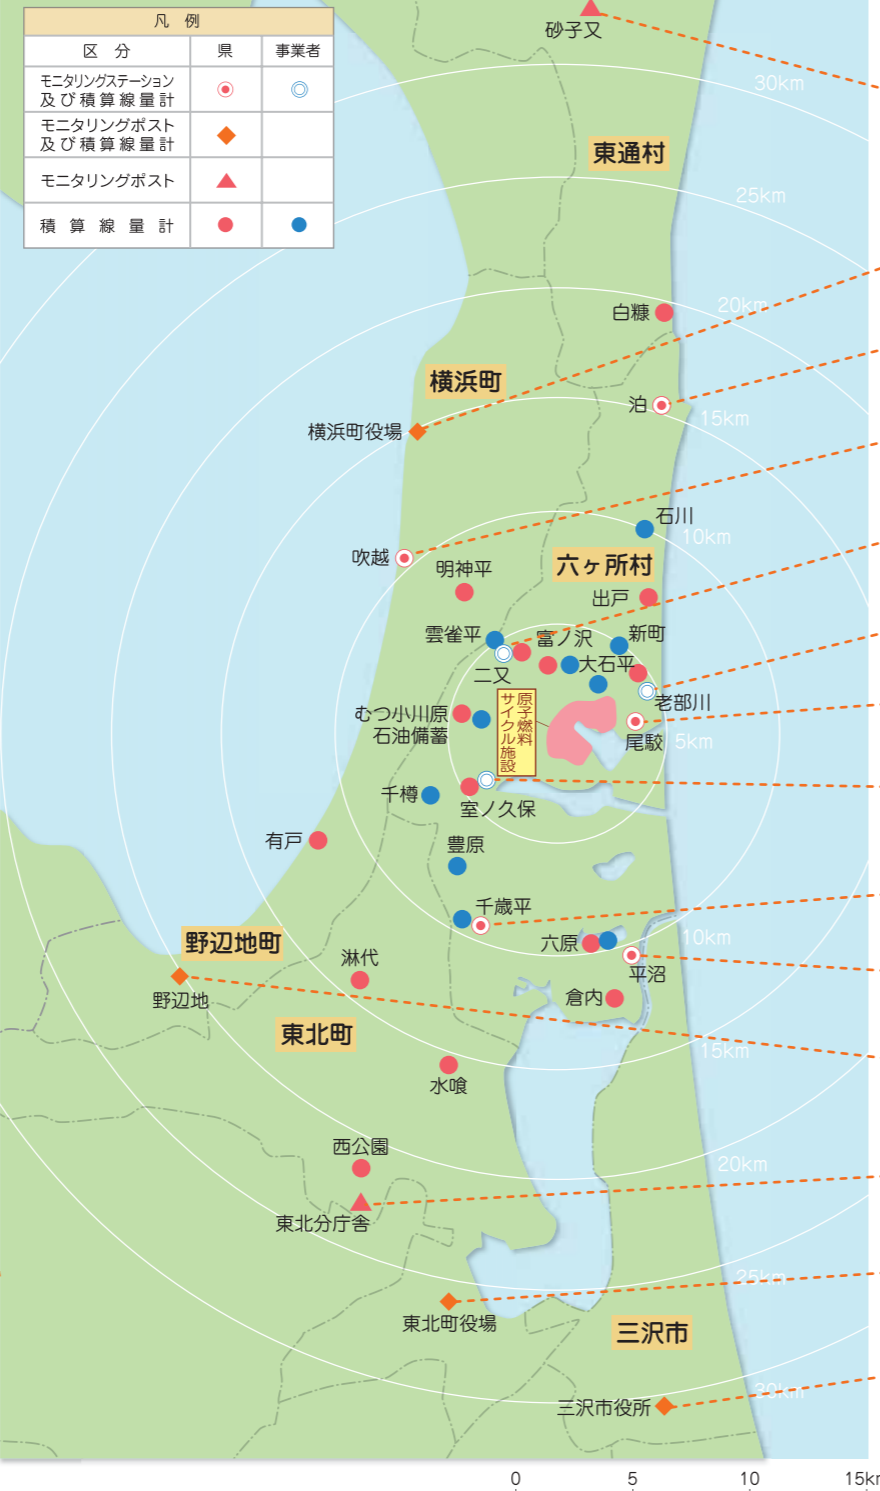 凡 例
区 分 県 事業者
モニタリングステーション
及び積算線量計
モニタリングポスト
及び積算線量計
モニタリングポスト
積算線量計
砂子又
30km
東通村
25km
20km
白糠
横浜町
泊
15km
横浜町役場
石川
10km
吹越
六ヶ所村
明神平
出戸
雲雀平
富ノ沢
新町
二又
大石平
老部川
むつ小川原
石油備蓄
原子燃料
サイクル施設
尾駮
5km
千樽
室ノ久保
有戸
豊原
千歳平
野辺地町
六原
10km
淋代
平沼
野辺地
倉内
東北町
15km
水喰
西公園
20km
東北分庁舎
25km
東北町役場
三沢市
30km
三沢市役所
0 5 10 15km